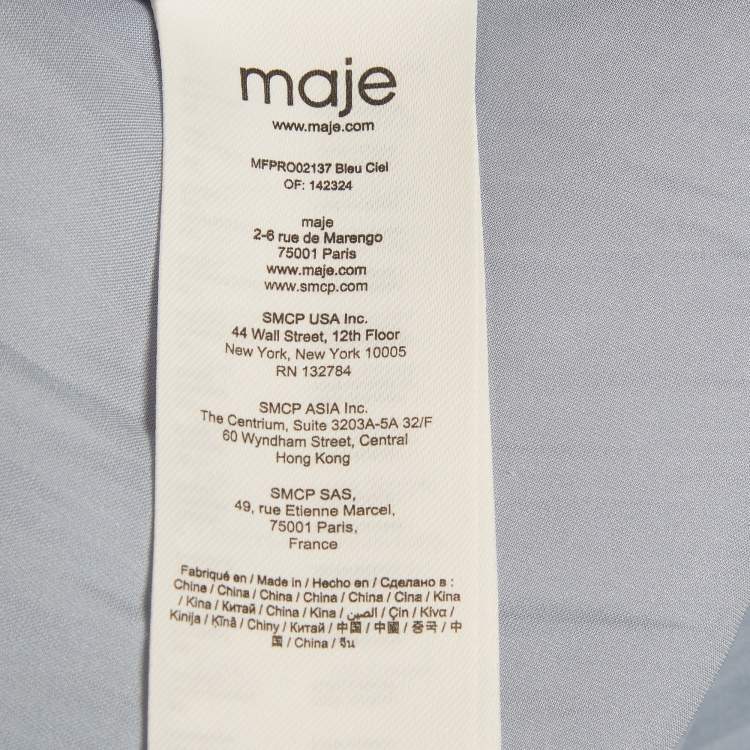 maje
www.maje.com
MFPRO02137 Bleu Ciel
OF: 142324
maje
2-6 rue de Marengo
75001 Paris
www.maje.com
www.smcp.com
SMCP USA Inc.
44 Wall Street, 12th Floor
New York, New York 10005
RN 132784
SMCP ASIA Inc.
The Centrium, Suite 3203A-5A 32/F
60 Wyndham Street, Central
Hong Kong
SMCP SAS,
49, rue Etienne Marcel,
75001 Paris,
France
Fabriqué en / Made in / Hecho en / Сделано в :
China / China / China / China / China / Cina / Kina
/ Kina / Китай / China / Kina / الصين / Çin / Κίνα /
Kinija / Ķīnā / Chiny / Китай / 中国 / 中國 / 중국 / 中
国 / China / จีน